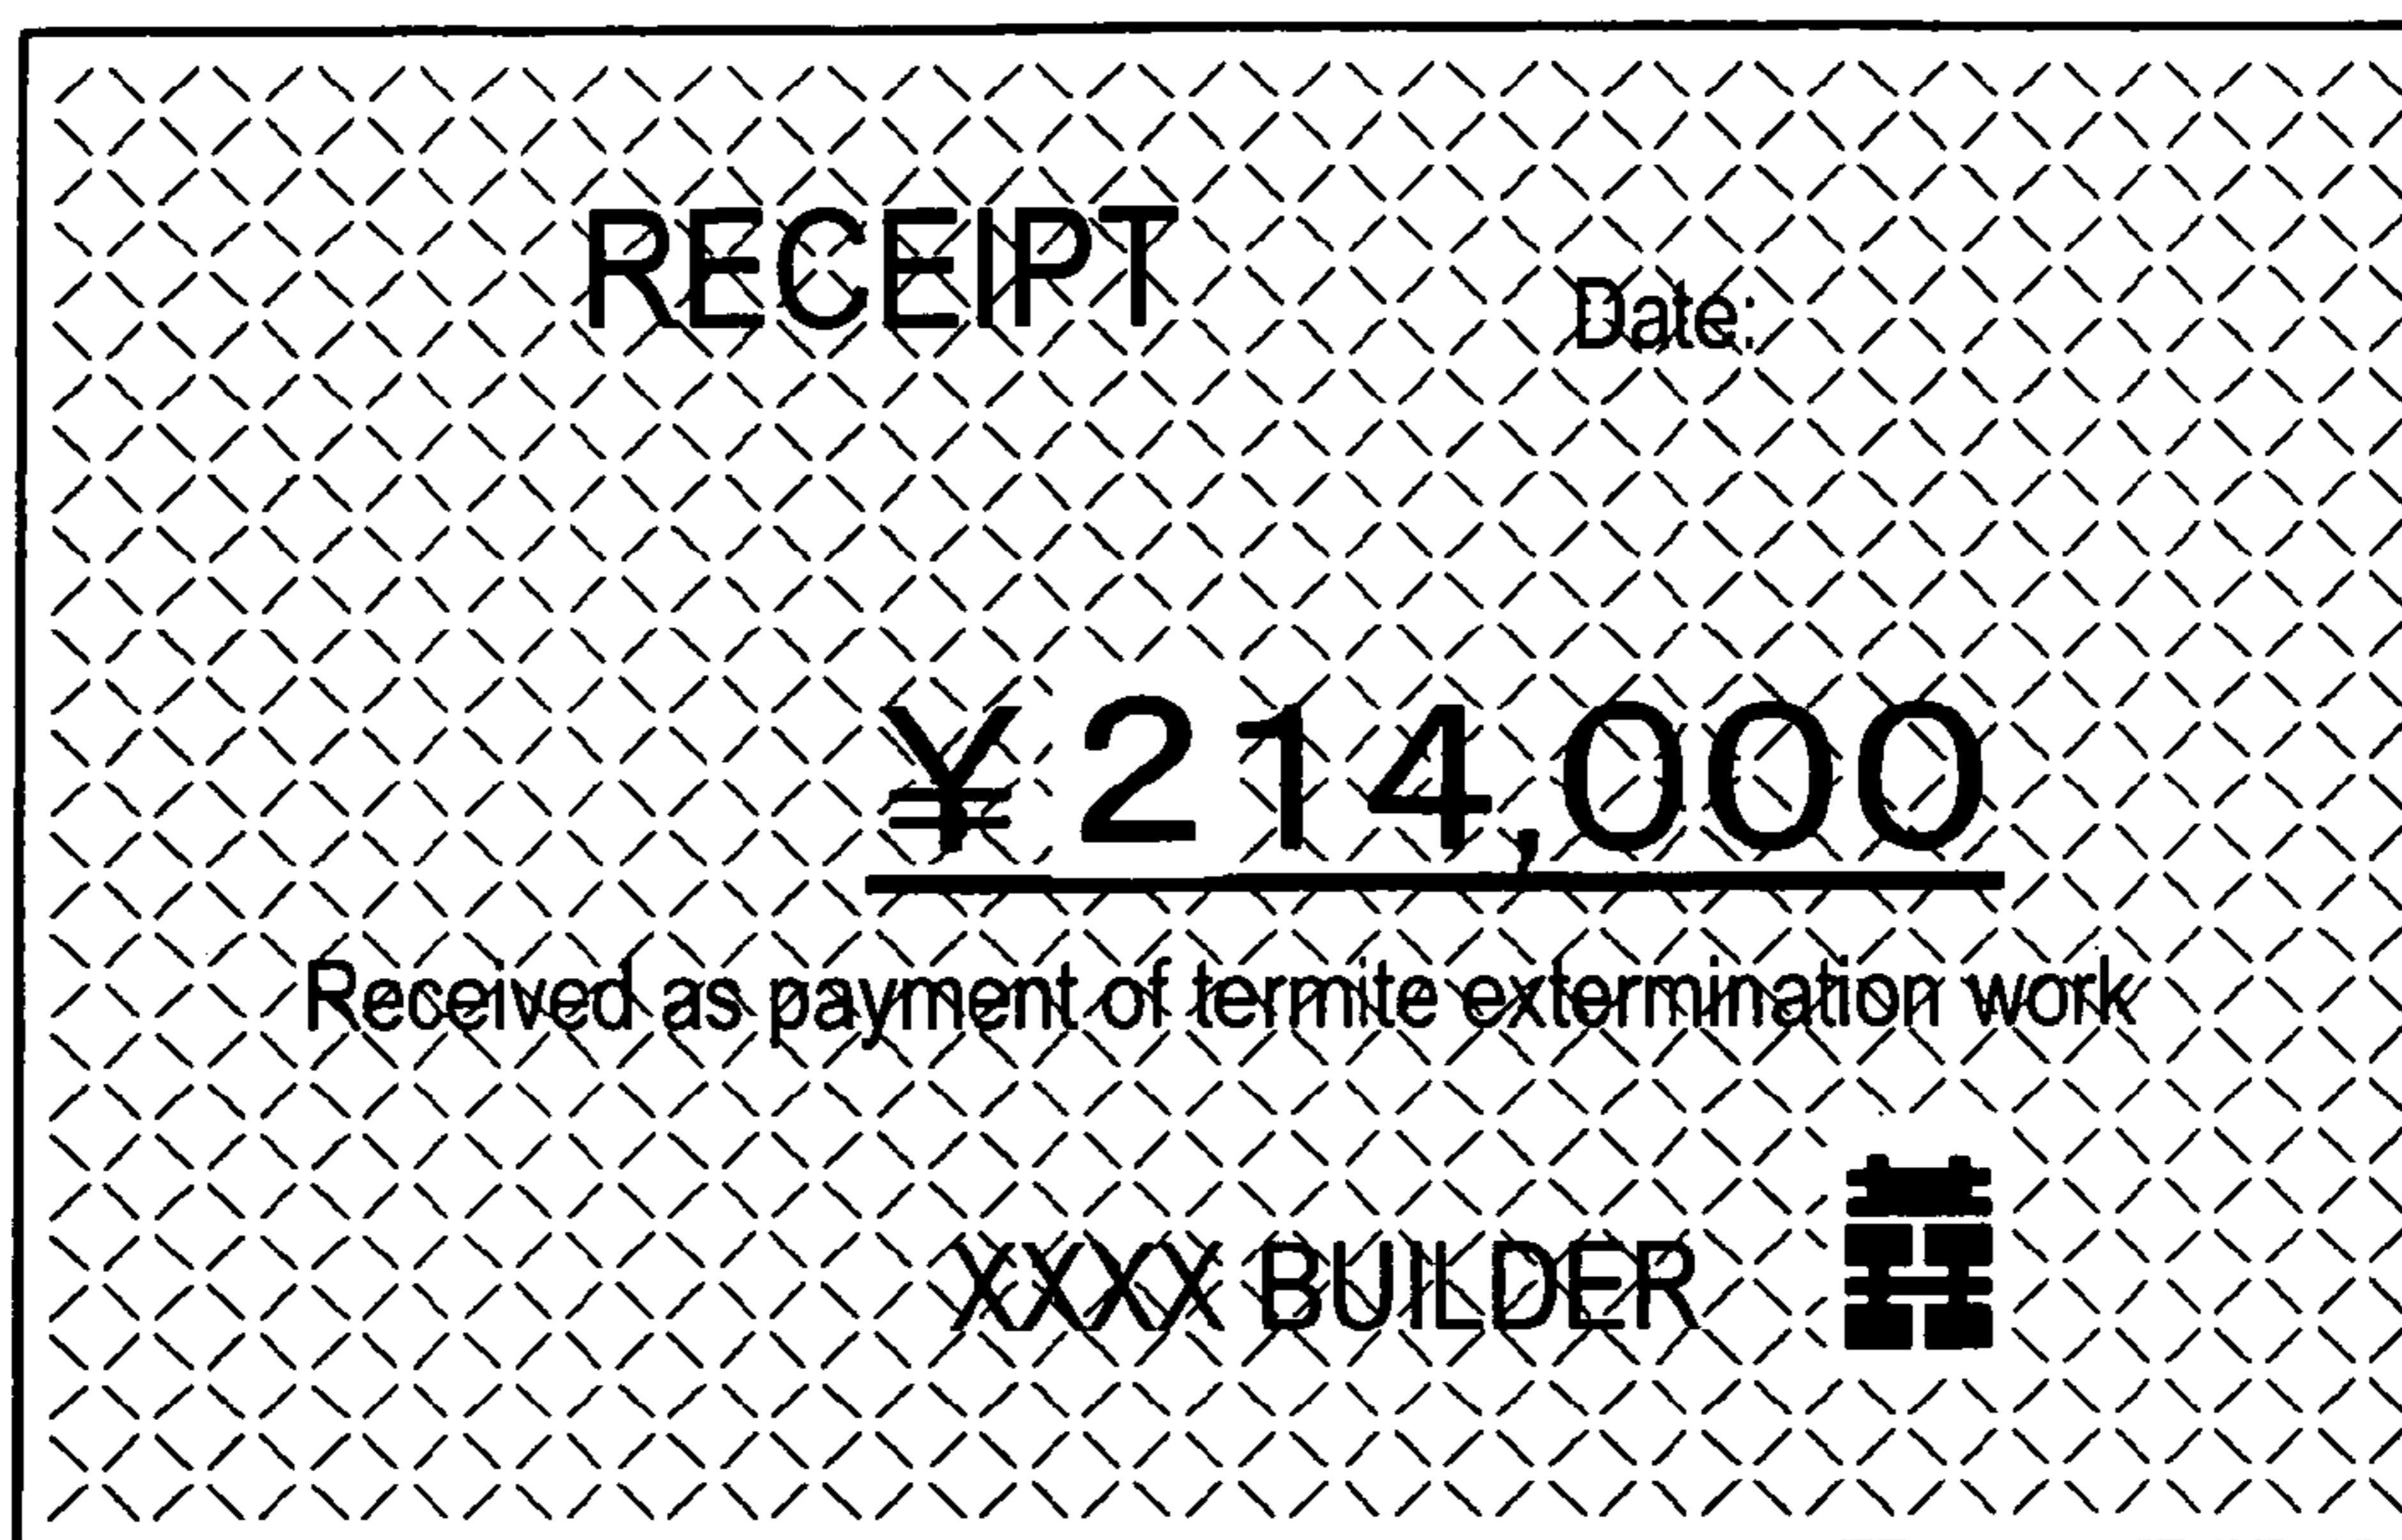 RECEIPT
Date:
¥214,000
Received as payment of termite extermination work
XXXX BUILDER